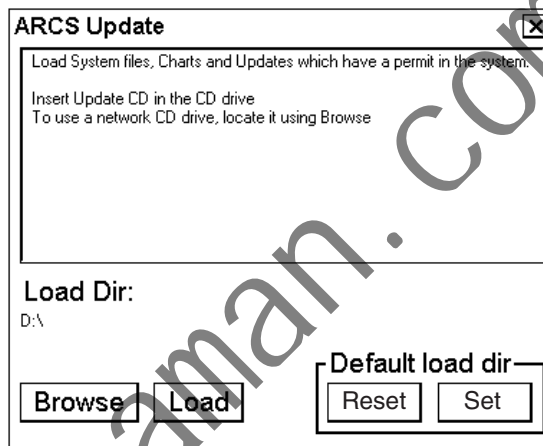 ARCS Update
Load System files, Charts and Updates which have a permit in the system.
Insert Update CD in the CD drive
To use a network CD drive, locate it using Browse
Load Dir:
D:\
Default load dir
Browse Load Reset Set
aman.com